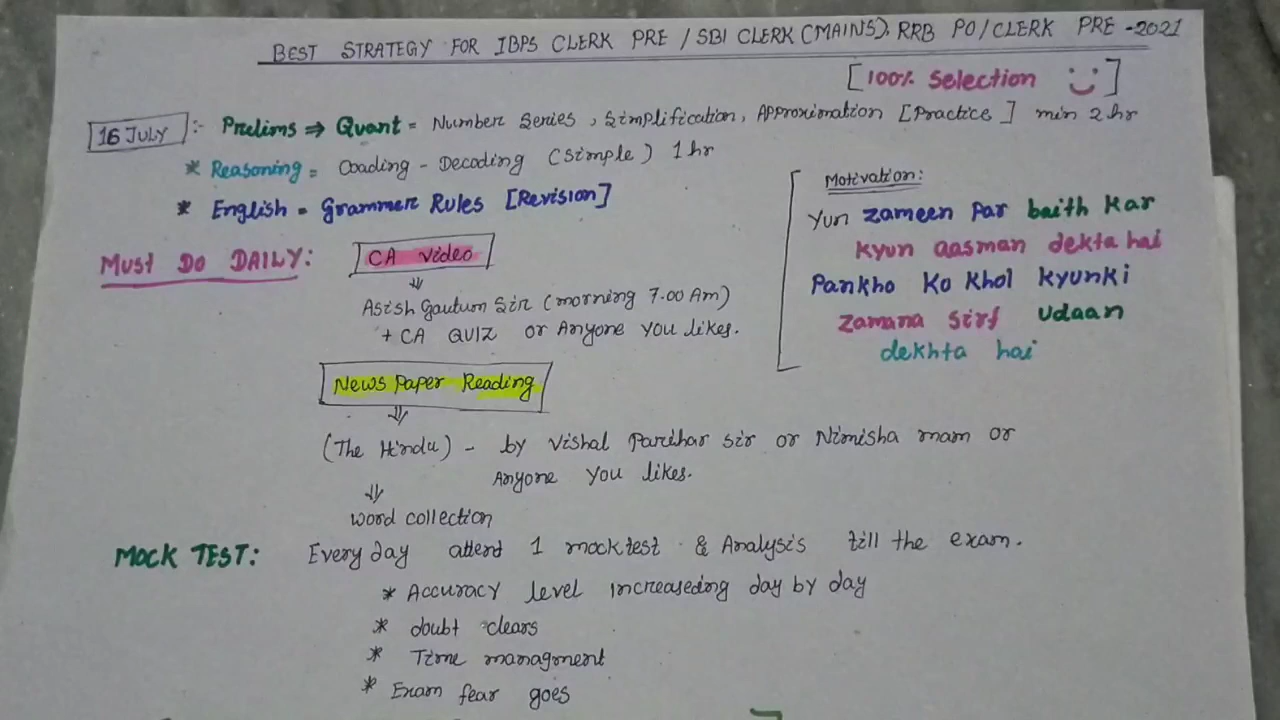 BEST STRATEGY FOR IBPS CLERK PRE / SBI CLERK (MAINS), RRB PO/CLERK PRE -2021
[100% Selection ]
16 JULY :- Prelims ⇒ Quant = Number Series, Simplification, Approximation [Practice] min 2 hr
* Reasoning = Coading - Decoding (Simple) 1 hr
* English = Grammer Rules [Revision]
Motivation:
Yun zameen Par baith Kar
kyun aasman dekta hai
Pankho Ko Khol Kyunki
zamana sirf udaan
dekhta hai
MUST DO DAILY: CA video
⇓
Asish Gautum Sir (morning 7.00 Am)
+ CA QUIZ or Anyone you likes.
News Paper Reading
⇓
(The Hindu) - by Vishal Parihar sir or Nimisha mam or
Anyone you likes.
⇓
word collection
MOCK TEST: Every day attend 1 mocktest & Analysis till the exam.
* Accuracy level increaseding day by day
* doubt clears
* Time managment
* Exam fear goes